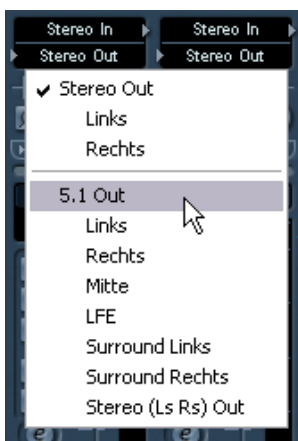 Stereo In Stereo In
Stereo Out Stereo Out
Stereo Out
Links
Rechts
5.1 Out
Links
Rechts
Mitte
LFE
Surround Links
Surround Rechts
Stereo (Ls Rs) Out
e e